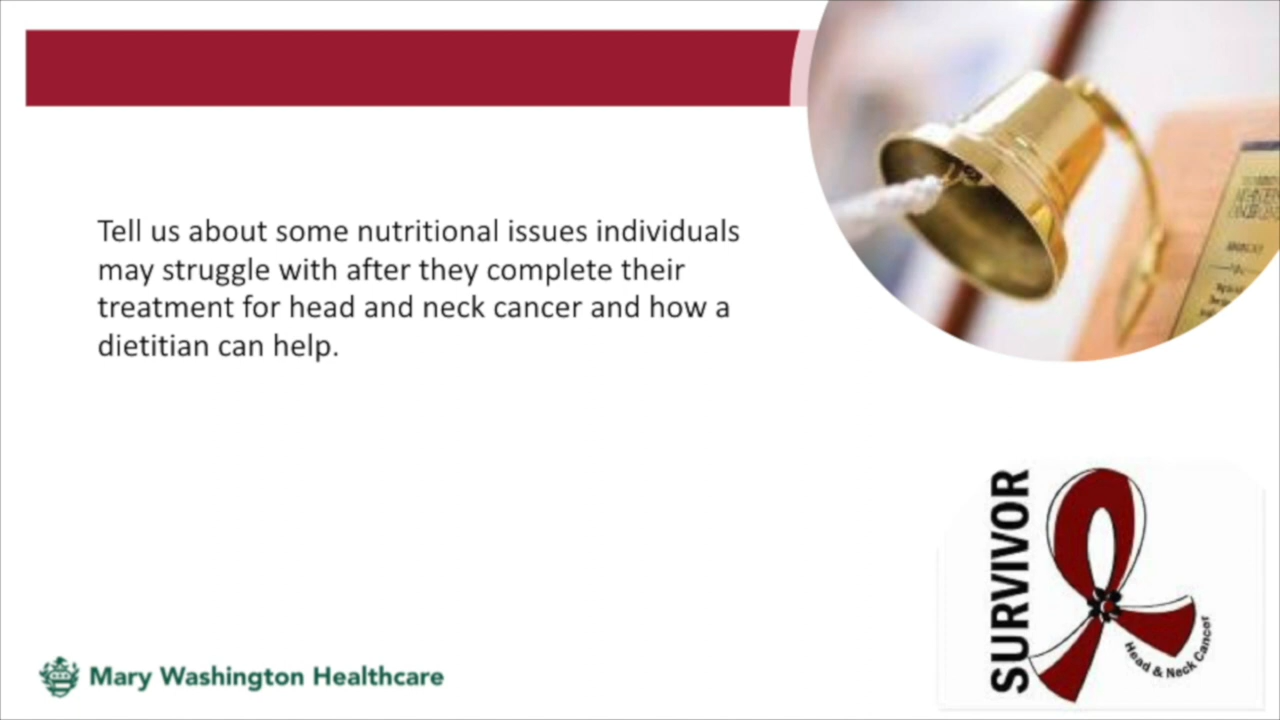 Tell us about some nutritional issues individuals
may struggle with after they complete their
treatment for head and neck cancer and how a
dietitian can help.
SURVIVOR
Head & Neck Cancer
Mary Washington Healthcare